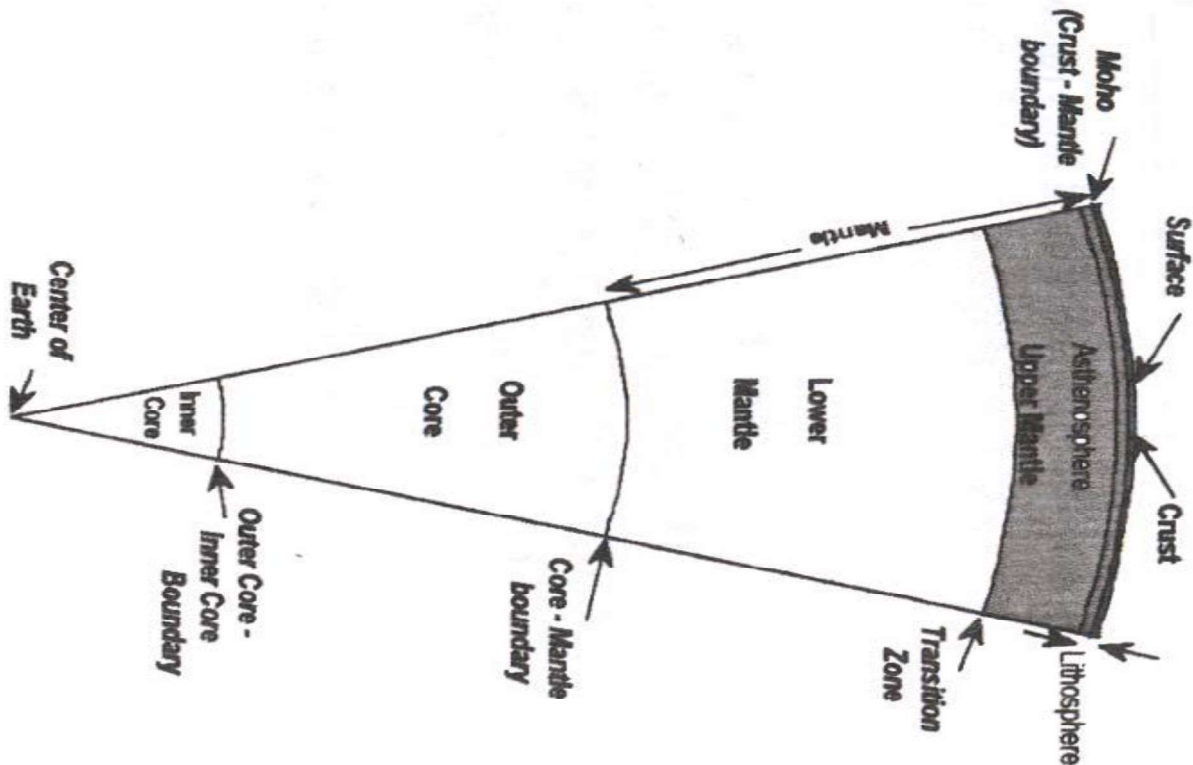 Moho
(Crust - Mantle
boundary)
Surface
Crust
Mantle
Asthenosphere
Upper Mantle
Lithosphere
Transition
Zone
Lower
Mantle
Core - Mantle
boundary
Outer
Core
Outer Core -
Inner Core
Boundary
Inner
Core
Center of
Earth